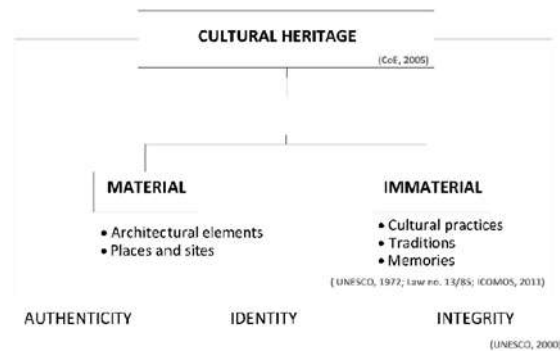 CULTURAL HERITAGE
(CoE, 2005)
MATERIAL
• Architectural elements
• Places and sites
IMMATERIAL
• Cultural practices
• Traditions
• Memories
( UNESCO, 1972; Law no. 13/85; ICOMOS, 2011)
AUTHENTICITY IDENTITY INTEGRITY
(UNESCO, 2000)